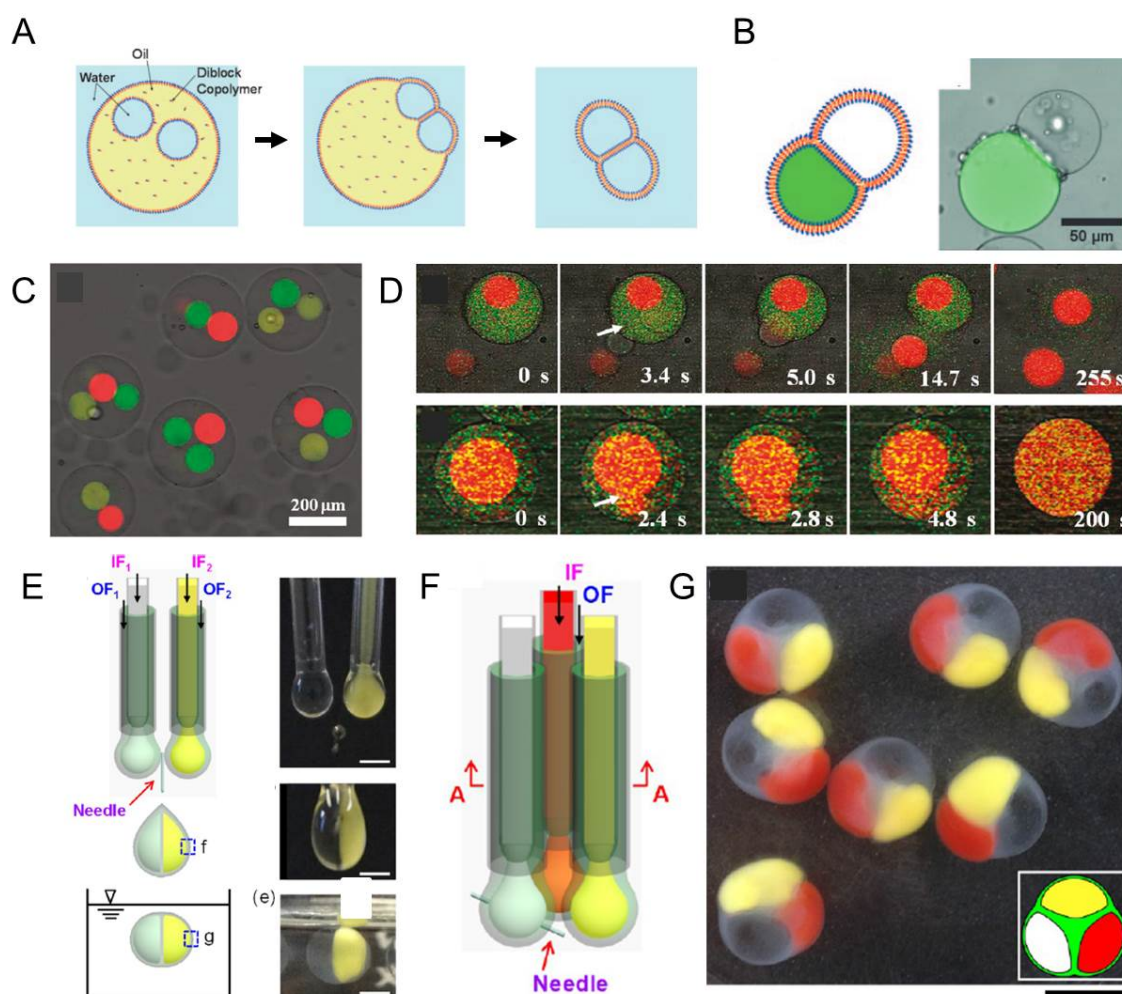 A
Oil
Water
Diblock
Copolymer
B
50 µm
C
200 µm
D
0 s
3.4 s
5.0 s
14.7 s
255 s
0 s
2.4 s
2.8 s
4.8 s
200 s
E
IF1
IF2
OF1
OF2
Needle
f
g
(e)
F
IF
OF
A
A
Needle
G